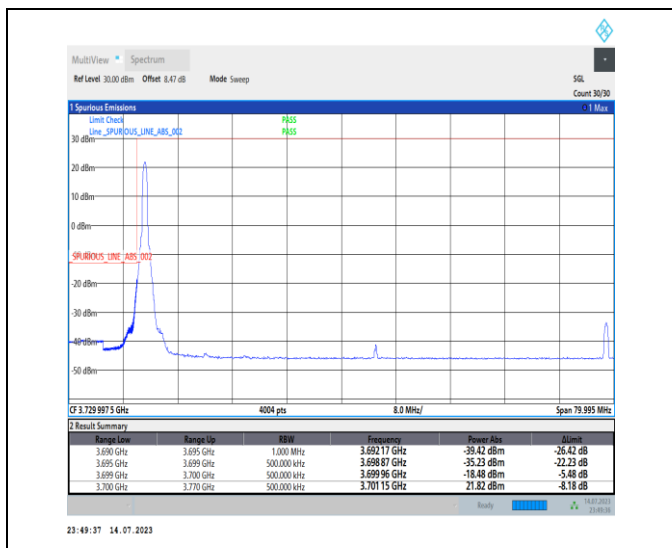 MultiView Spectrum
Ref Level 30.00 dBm Offset 8.47 dB Mode Sweep SGL
Count 30/30
1 Spurious Emissions 1 Max
Limit Check PASS
Line _SPURIOUS_LINE_ABS_002 PASS
30 dBm
20 dBm
10 dBm
0 dBm
_SPURIOUS_LINE_ABS_002
-20 dBm
-30 dBm
-40 dBm
-50 dBm
CF 3.729 997 5 GHz 4004 pts 8.0 MHz/ Span 79.995 MHz
2 Result Summary
Range Low Range Up RBW Frequency Power Abs ΔLimit
3.690 GHz 3.695 GHz 1.000 MHz 3.692 17 GHz -39.42 dBm -26.42 dB
3.695 GHz 3.699 GHz 500.000 kHz 3.698 87 GHz -35.23 dBm -22.23 dB
3.699 GHz 3.700 GHz 500.000 kHz 3.699 96 GHz -18.48 dBm -5.48 dB
3.700 GHz 3.770 GHz 500.000 kHz 3.701 15 GHz 21.82 dBm -8.18 dB
Ready 14.07.2023
23:49:36
23:49:37 14.07.2023